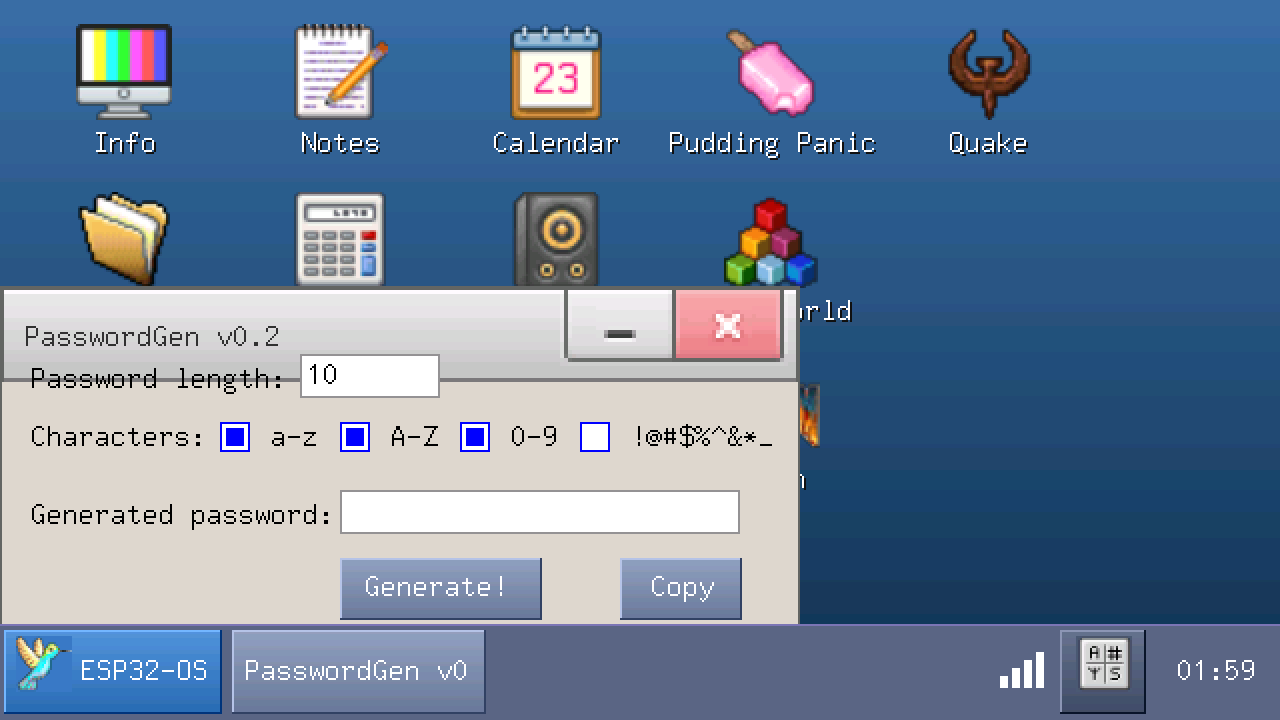 Info
Notes
Calendar
23
Pudding Panic
Quake
PasswordGen v0.2
Password length: 10
Characters: a-z A-Z 0-9 !@#$%^&*_
Generated password:
Generate! Copy
ESP32-OS
PasswordGen v0
A #
¥ S
01:59